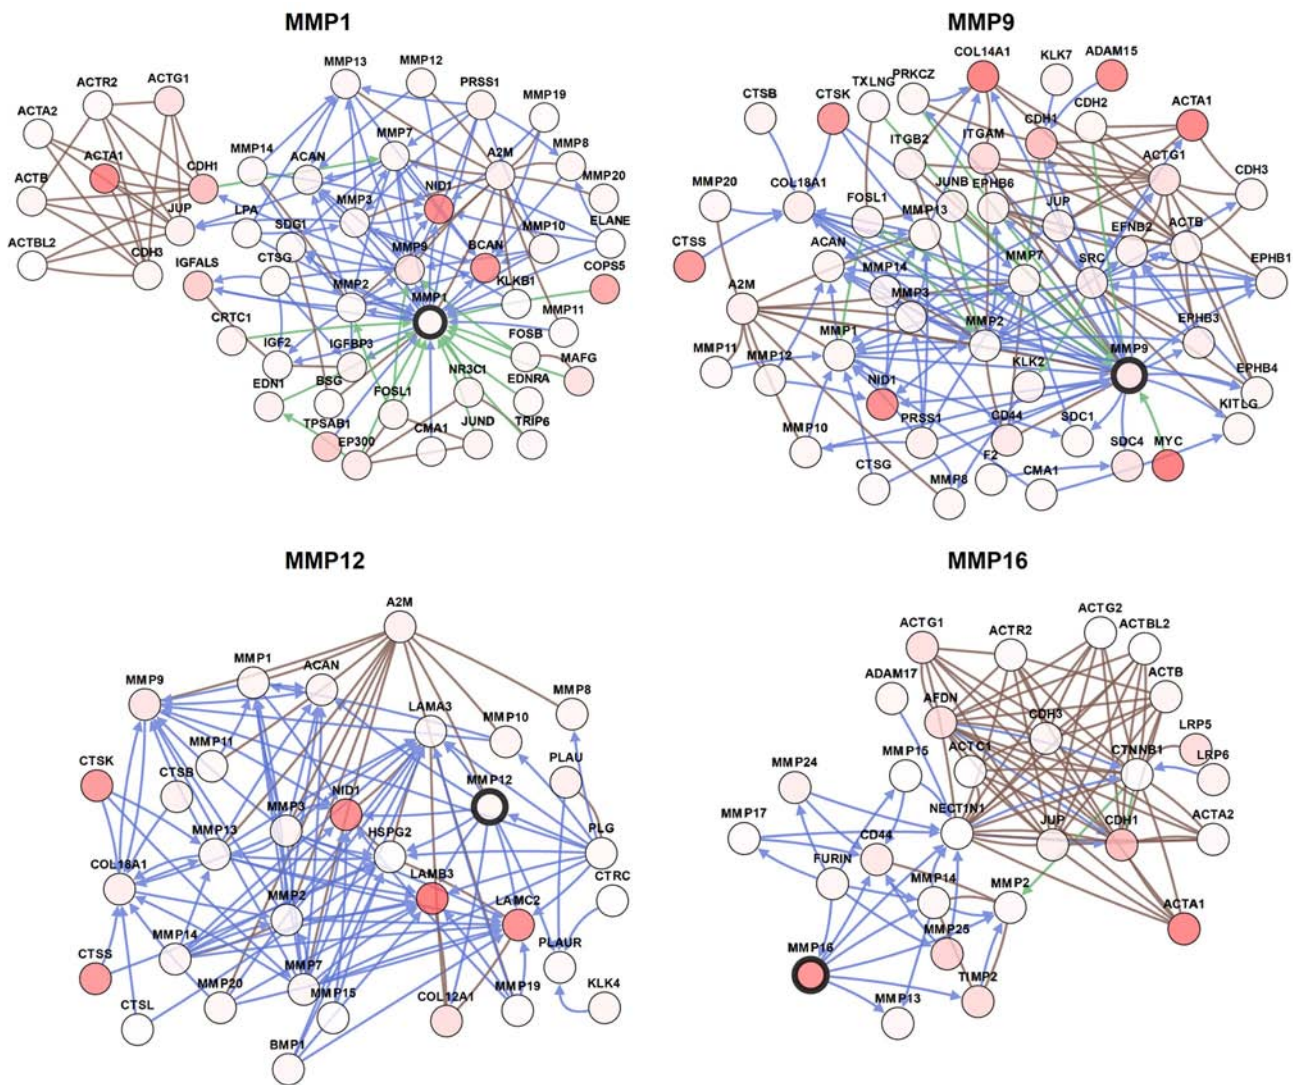 MMP1
MMP9
MMP13
MMP12
ACTR2
ACTG1
PRSS1
ACTA2
MMP19
MMP7
MMP14
ACAN
A2M
MMP8
ACTA1
CDH1
NID1
MMP20
ACTB
JUP
LPA
MMP3
ELANE
SDG1
MMP10
ACTBL2
CDH3
CTSG
MMP9
BCAN
COPS5
IGFALS
MMP2
KLKB1
MMP1
MMP11
CRTC1
FOSB
IGF2
IGFBP3
MAFG
EDN1
BSG
FOSL1
NR3C1
EDNRA
TPSAB1
EP300
CMA1
JUND
TRIP6
COL14A1
KLK7
ADAM15
TXLNG
PRKCZ
CTSB
CTSK
CDH2
ACTA1
ITGB2
ITGAM
CDH1
ACTG1
CDH3
MMP20
COL18A1
JUNB
EPHB6
FOSL1
MMP13
JUP
EFNB2
ACTB
CTSS
ACAN
MMP14
MMP7
SRC
EPHB1
A2M
MMP3
MMP1
MMP2
EPHB3
MMP11
MMP12
KLK2
MMP9
EPHB4
NID1
KITLG
MMP10
PRSS1
CD44
SDC1
CTSG
F2
SDC4
MYC
MMP8
CMA1
MMP12
MMP16
A2M
MMP1
ACAN
MMP9
MMP8
LAMA3
MMP10
MMP11
CTSK
CTSB
PLAU
MMP12
NID1
MMP3
MMP13
HSPG2
PLG
COL18A1
LAMB3
CTRC
MMP2
LAMC2
MMP14
CTSS
PLAUR
MMP7
MMP20
MMP15
COL12A1
MMP19
KLK4
CTSL
BMP1
ACTG2
ACTG1
ACTR2
ACTBL2
ADAM17
ACTB
AFDN
CDH3
LRP5
MMP15
ACTC1
CTNNB1
LRP6
MMP24
MMP17
NECT1N1
JUP
CDH1
ACTA2
CD44
FURIN
MMP14
MMP2
ACTA1
MMP25
MMP16
TIMP2
MMP13